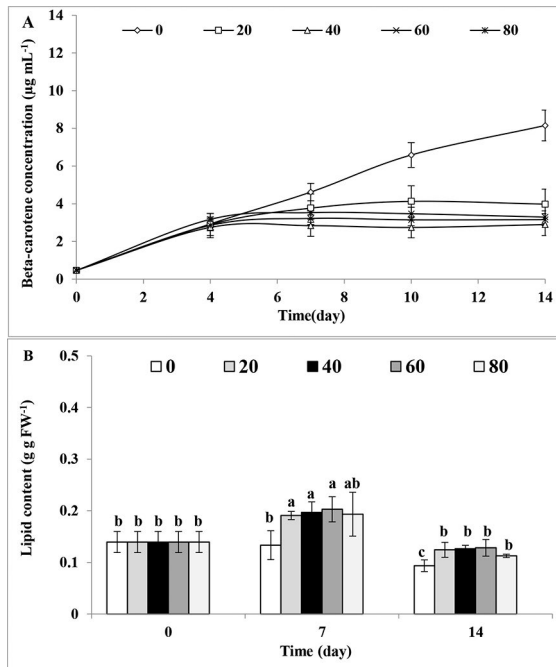 A
0 20 40 60 80
14
12
10
8
6
4
2
0
Beta-carotene concentration (µg mL⁻¹)
0 2 4 6 8 10 12 14
Time(day)
B
0 20 40 60 80
0.5
0.4
0.3
0.2
0.1
0
Lipid content (g g FW⁻¹)
b b b b b
b a a a ab
c b b b b
0 7 14
Time (day)